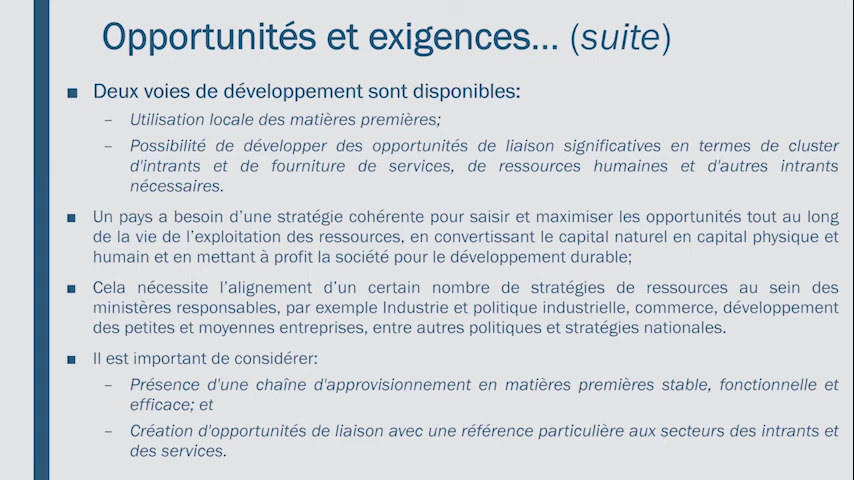 Opportunités et exigences... (suite)
■ Deux voies de développement sont disponibles:
– Utilisation locale des matières premières;
– Possibilité de développer des opportunités de liaison significatives en termes de cluster
d'intrants et de fourniture de services, de ressources humaines et d'autres intrants
nécessaires.
■ Un pays a besoin d’une stratégie cohérente pour saisir et maximiser les opportunités tout au long
de la vie de l’exploitation des ressources, en convertissant le capital naturel en capital physique et
humain et en mettant à profit la société pour le développement durable;
■ Cela nécessite l’alignement d’un certain nombre de stratégies de ressources au sein des
ministères responsables, par exemple Industrie et politique industrielle, commerce, développement
des petites et moyennes entreprises, entre autres politiques et stratégies nationales.
■ Il est important de considérer:
– Présence d'une chaîne d'approvisionnement en matières premières stable, fonctionnelle et
efficace; et
– Création d'opportunités de liaison avec une référence particulière aux secteurs des intrants et
des services.